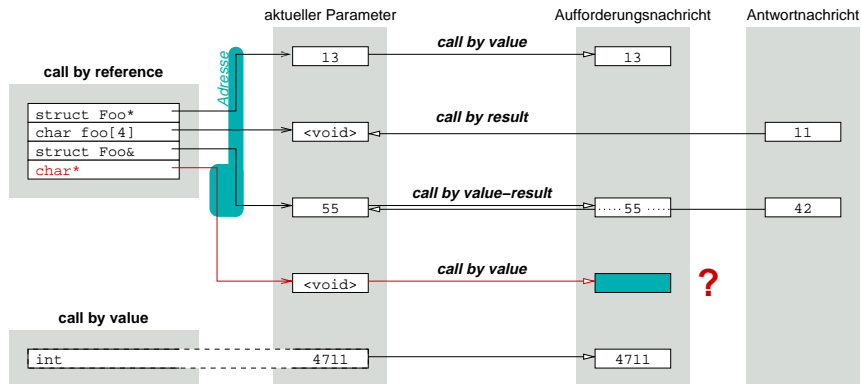 aktueller Parameter
Aufforderungsnachricht
Antwortnachricht
call by reference
Adresse
struct Foo*
char foo[4]
struct Foo&
char*
13
call by value
13
<void>
call by result
11
55
call by value–result
55
42
<void>
call by value
?
call by value
int
4711
4711